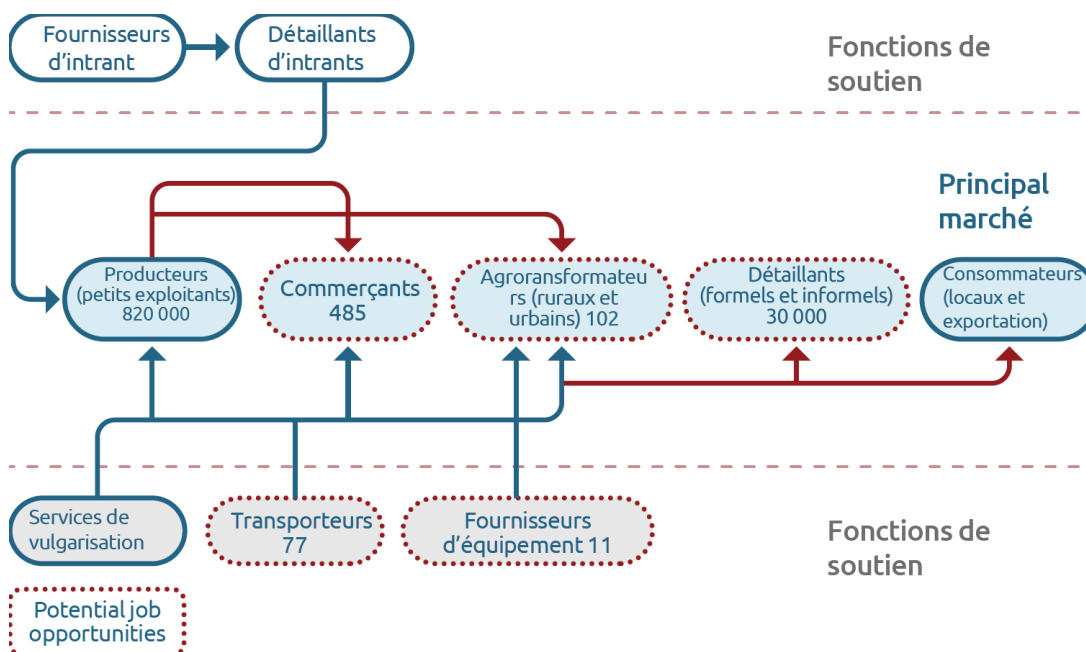 Fournisseurs
d'intrant
Détaillants
d'intrants
Fonctions de
soutien
Principal
marché
Producteurs
(petits exploitants)
820 000
Commerçants
485
Agroransformateu
rs (ruraux et
urbains) 102
Détaillants
(formels et informels)
30 000
Consommateurs
(locaux et
exportation)
Services de
vulgarisation
Transporteurs
77
Fournisseurs
d'équipement 11
Fonctions de
soutien
Potential job
opportunities